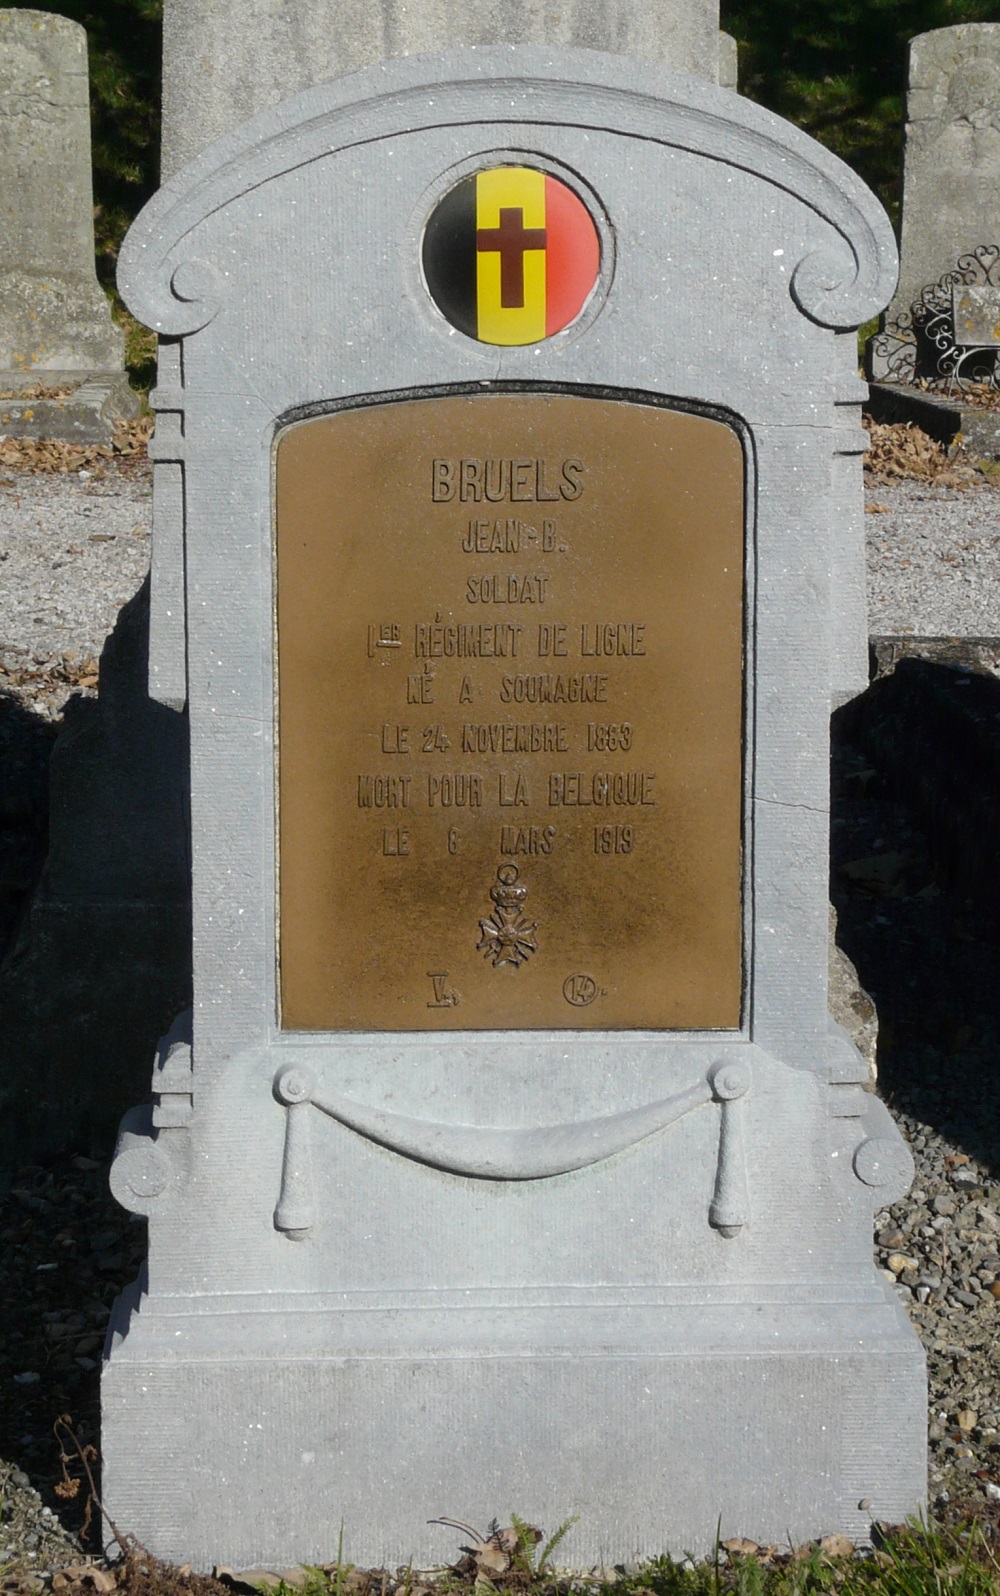 BRUELS
JEAN-B.
SOLDAT
1ER RÉGIMENT DE LIGNE
NÉ A SOUMAGNE
LE 24 NOVEMBRE 1883
MORT POUR LA BELGIQUE
LE 6 MARS 1919
V. 14